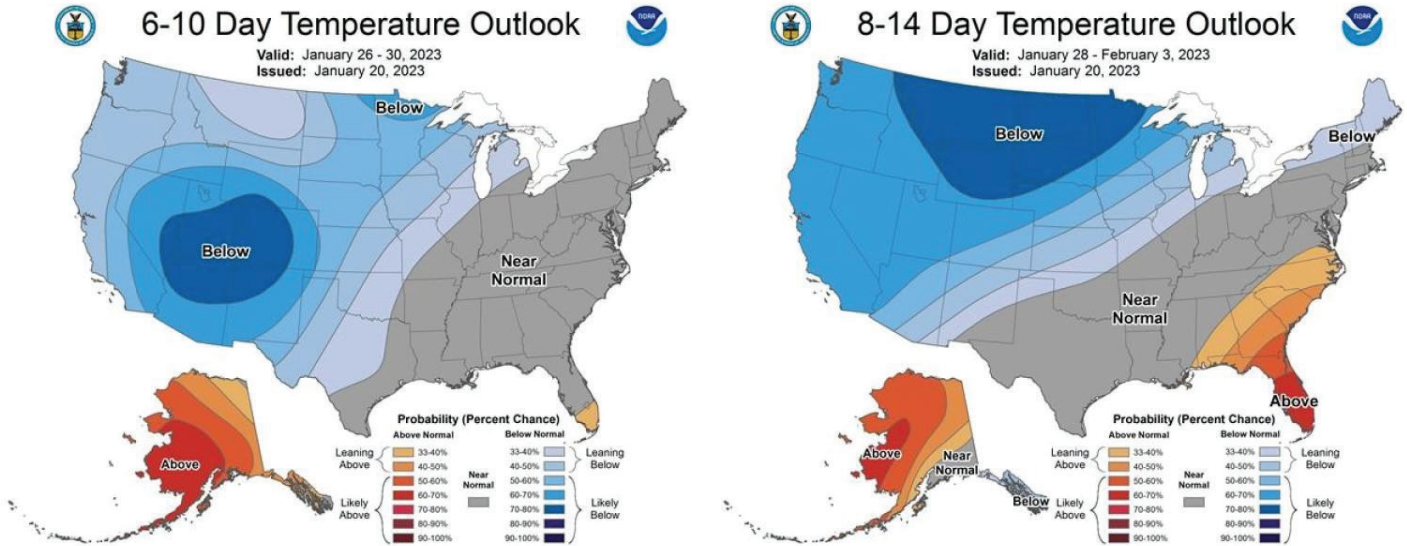 6-10 Day Temperature Outlook
Valid: January 26 - 30, 2023
Issued: January 20, 2023
NOAA
Below
Below
Near
Normal
Above
Probability (Percent Chance)
Above Normal
Below Normal
Leaning
Above
Likely
Above
33-40%
40-50%
50-60%
60-70%
70-80%
80-90%
90-100%
Near
Normal
33-40%
40-50%
50-60%
60-70%
70-80%
80-90%
90-100%
Leaning
Below
Likely
Below
8-14 Day Temperature Outlook
Valid: January 28 - February 3, 2023
Issued: January 20, 2023
NOAA
Below
Below
Near
Normal
Above
Above
Near
Normal
Below
Probability (Percent Chance)
Above Normal
Below Normal
Leaning
Above
Likely
Above
33-40%
40-50%
50-60%
60-70%
70-80%
80-90%
90-100%
Near
Normal
33-40%
40-50%
50-60%
60-70%
70-80%
80-90%
90-100%
Leaning
Below
Likely
Below